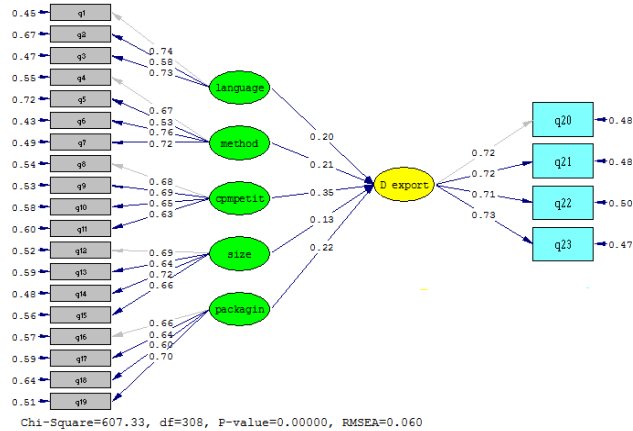 0.45 q1
0.67 q2
0.47 q3
0.55 q4
0.72 q5
0.43 q6
0.49 q7
0.54 q8
0.53 q9
0.58 q10
0.60 q11
0.52 q12
0.59 q13
0.48 q14
0.56 q15
0.57 q16
0.59 q17
0.64 q18
0.51 q19
0.74
0.58
0.73
0.67
0.53
0.76
0.72
0.68
0.69
0.65
0.63
0.69
0.64
0.72
0.66
0.66
0.64
0.60
0.70
language
method
cpmpetit
size
packagin
0.20
0.21
0.35
0.13
0.22
D export
0.72
0.72
0.71
0.73
q20 0.48
q21 0.48
q22 0.50
q23 0.47
Chi-Square=607.33, df=308, P-value=0.00000, RMSEA=0.060